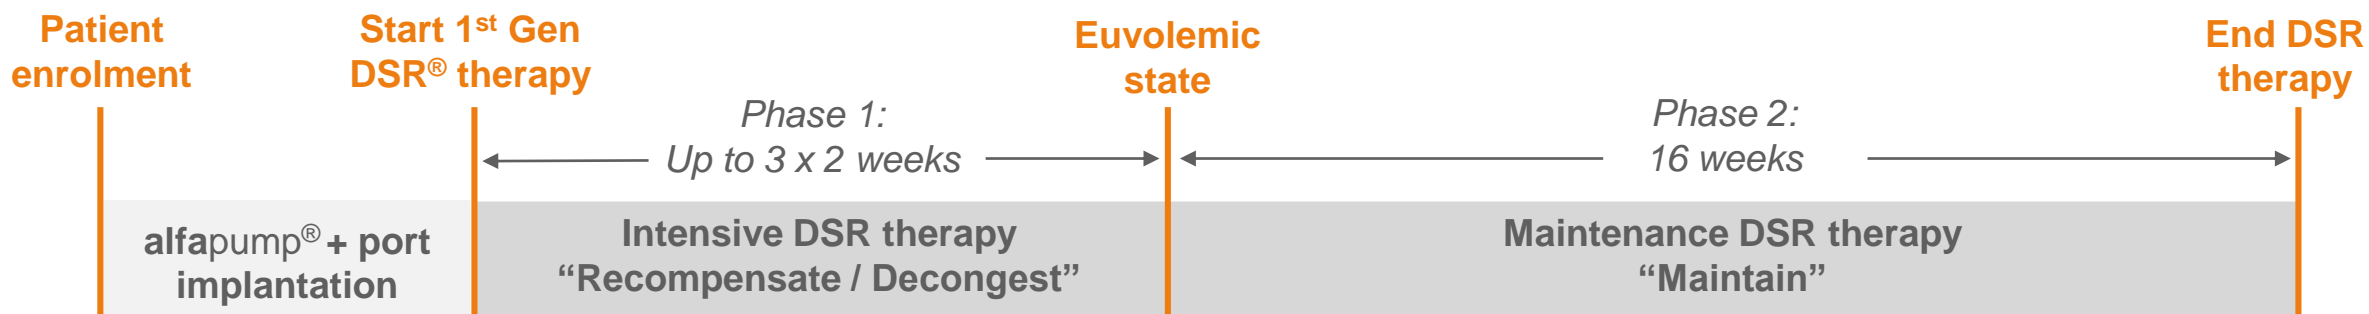 Patient
enrolment
Start 1st Gen
DSR® therapy
Euvolemic
state
End DSR
therapy
Phase 1:
Up to 3 x 2 weeks
Phase 2:
16 weeks
alfapump® + port
implantation
Intensive DSR therapy
“Recompensate / Decongest”
Maintenance DSR therapy
“Maintain”